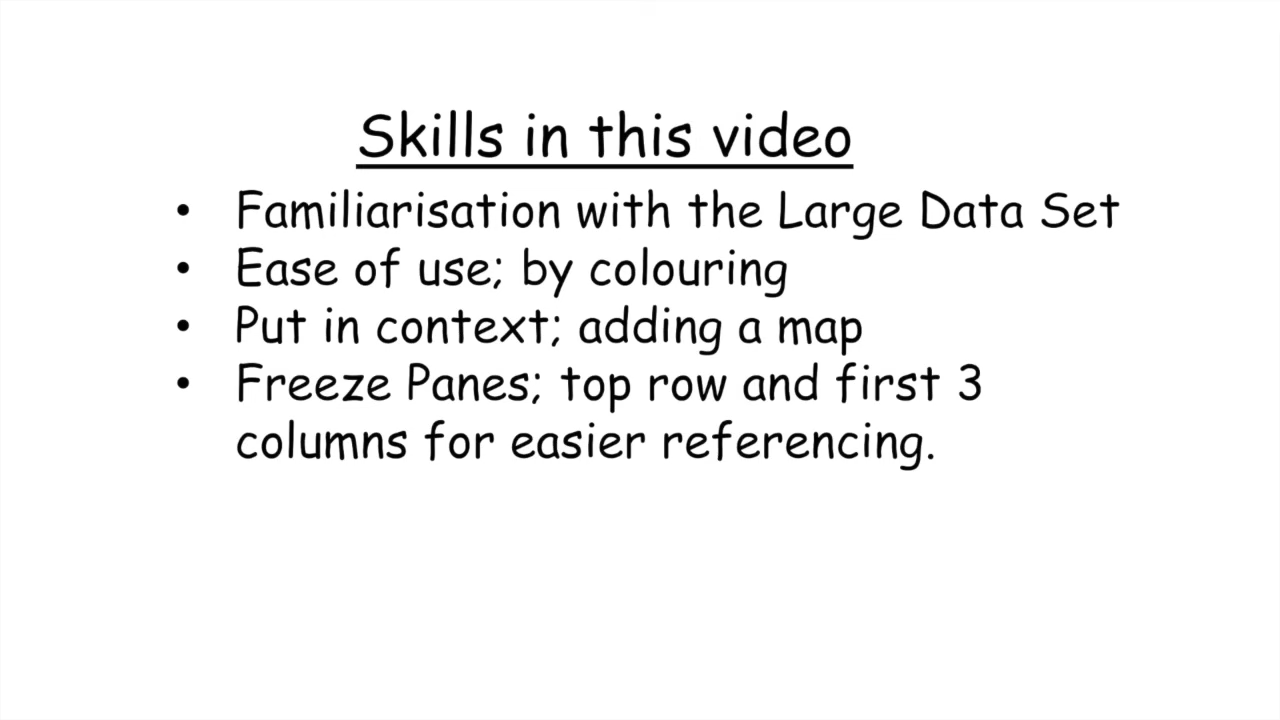 Skills in this video
• Familiarisation with the Large Data Set
• Ease of use; by colouring
• Put in context; adding a map
• Freeze Panes; top row and first 3
columns for easier referencing.